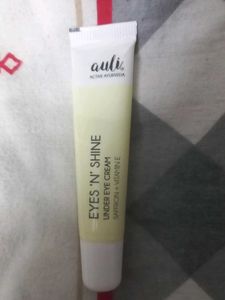 auli
ACTIVE AYURVEDA
EYES 'N' SHINE
UNDER EYE CREAM
SAFFRON + VITAMIN E